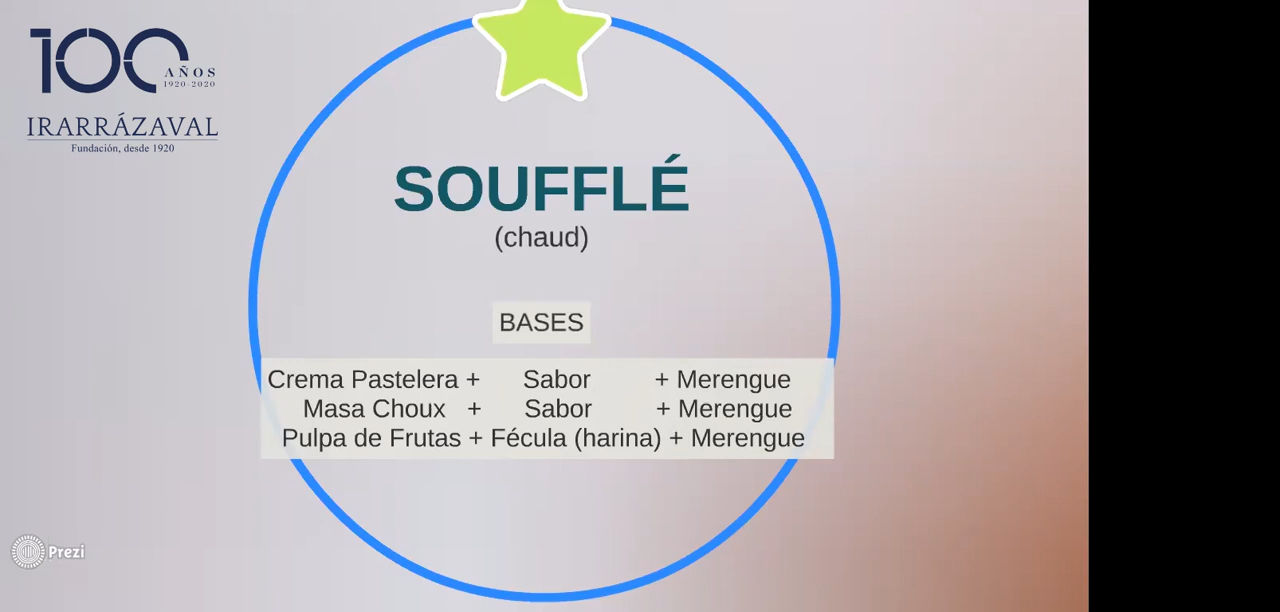 100
AÑOS
1920-2020
IRARRÁZAVAL
Fundación, desde 1920
SOUFFLÉ
(chaud)
BASES
Crema Pastelera + Sabor + Merengue
Masa Choux + Sabor + Merengue
Pulpa de Frutas + Fécula (harina) + Merengue
Prezi